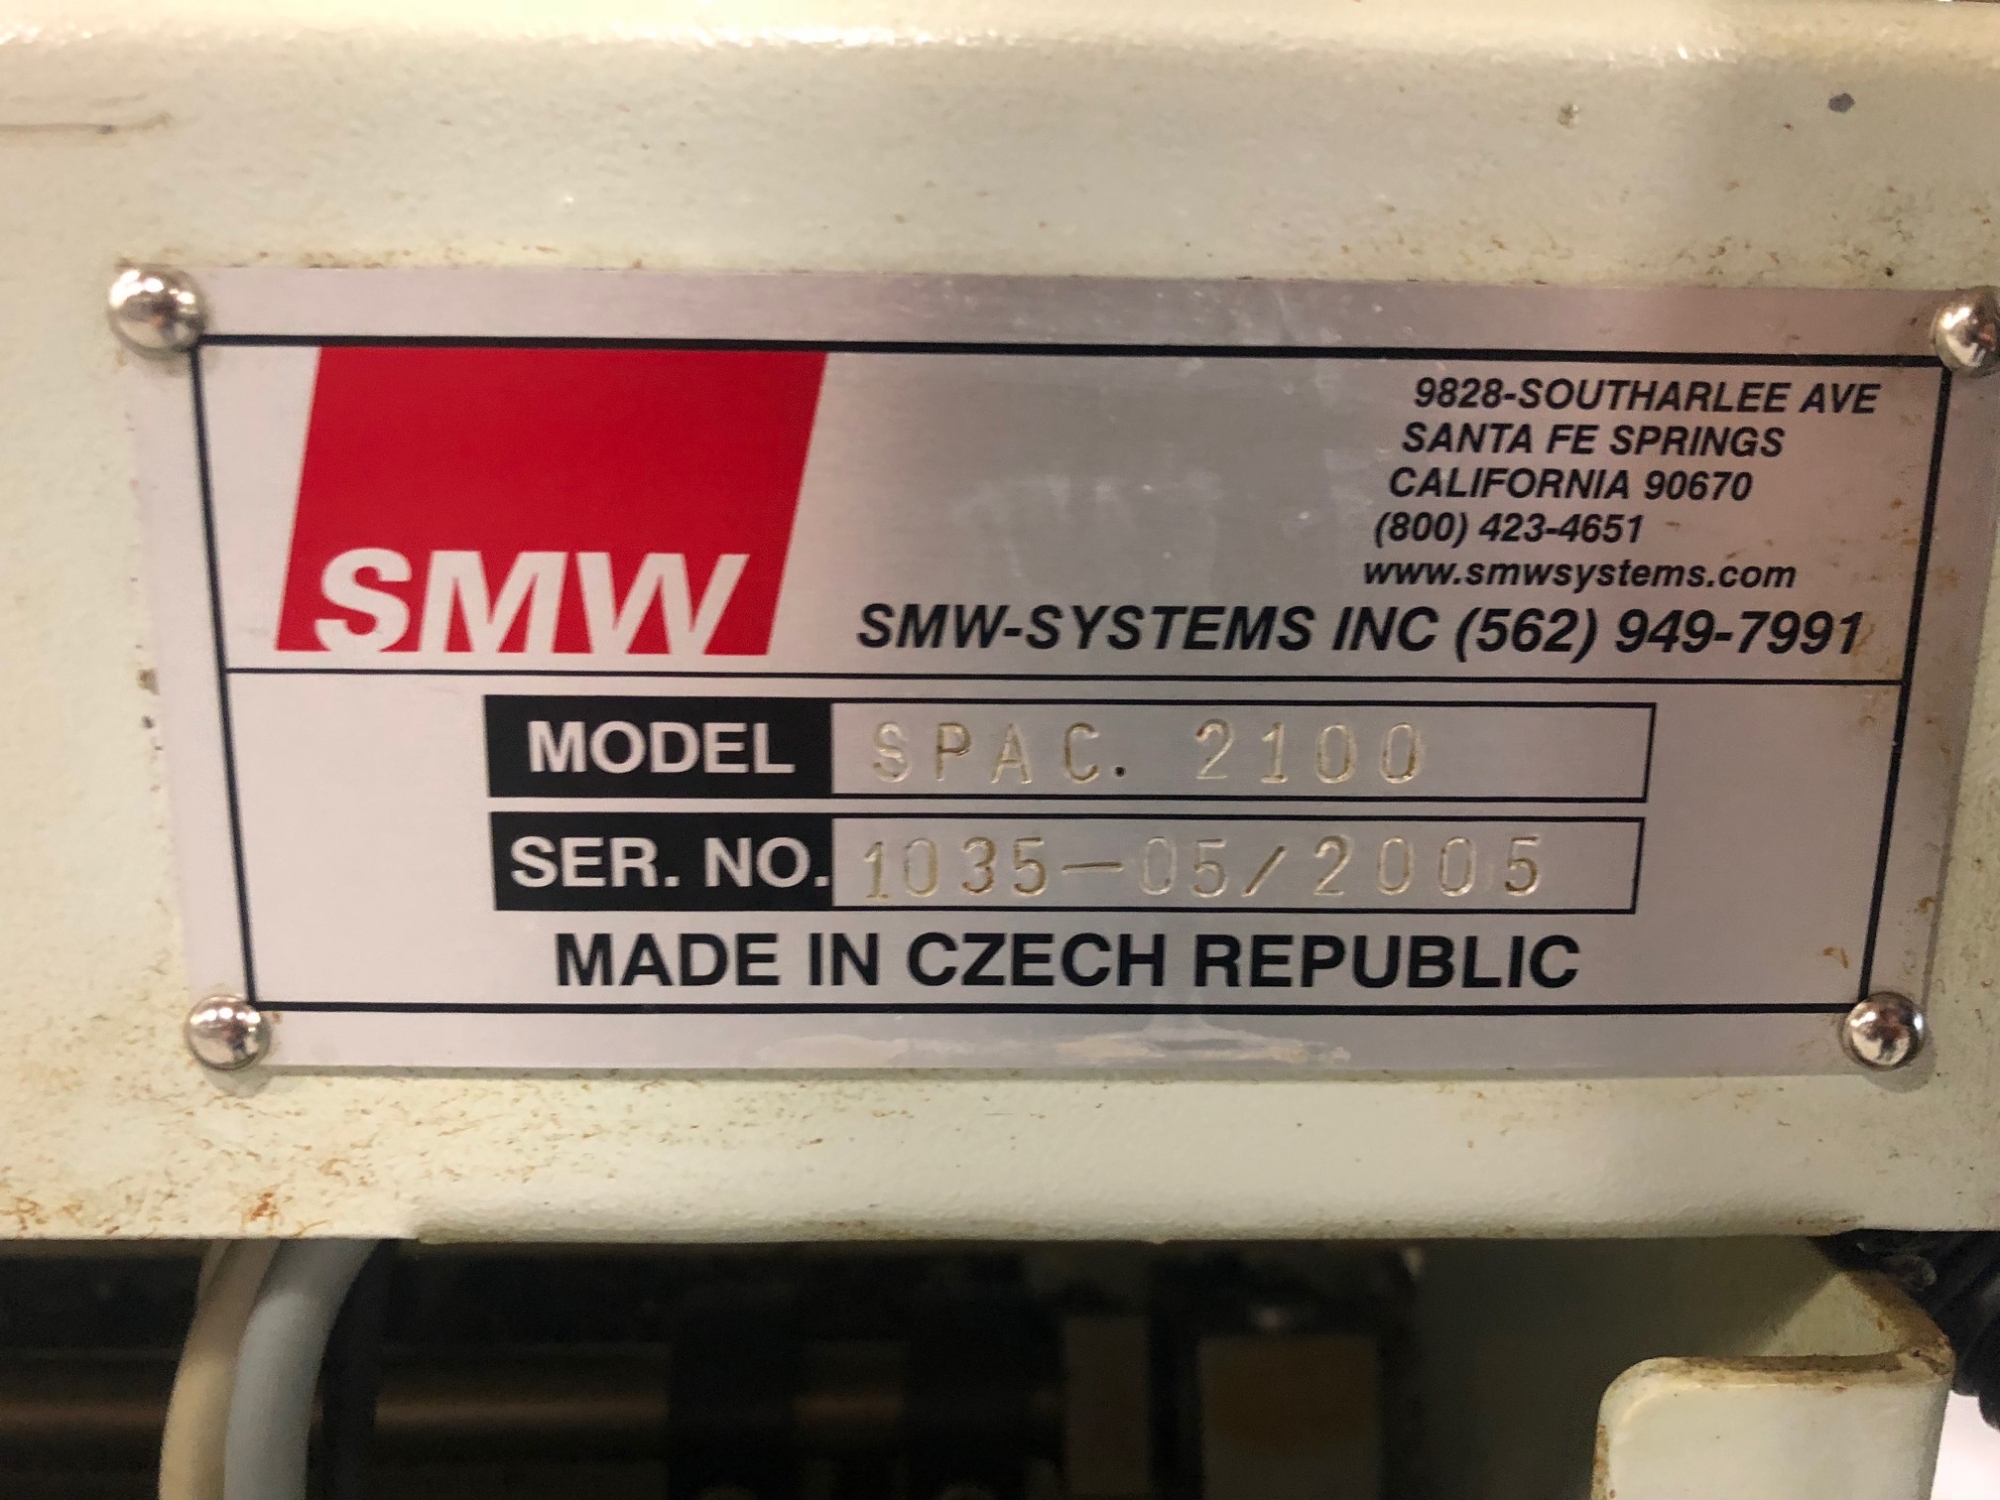 SMW
9828-SOUTHARLEE AVE
SANTA FE SPRINGS
CALIFORNIA 90670
(800) 423-4651
www.smwsystems.com
SMW-SYSTEMS INC (562) 949-7991
MODEL SPAC. 2100
SER. NO. 1035-05/2005
MADE IN CZECH REPUBLIC